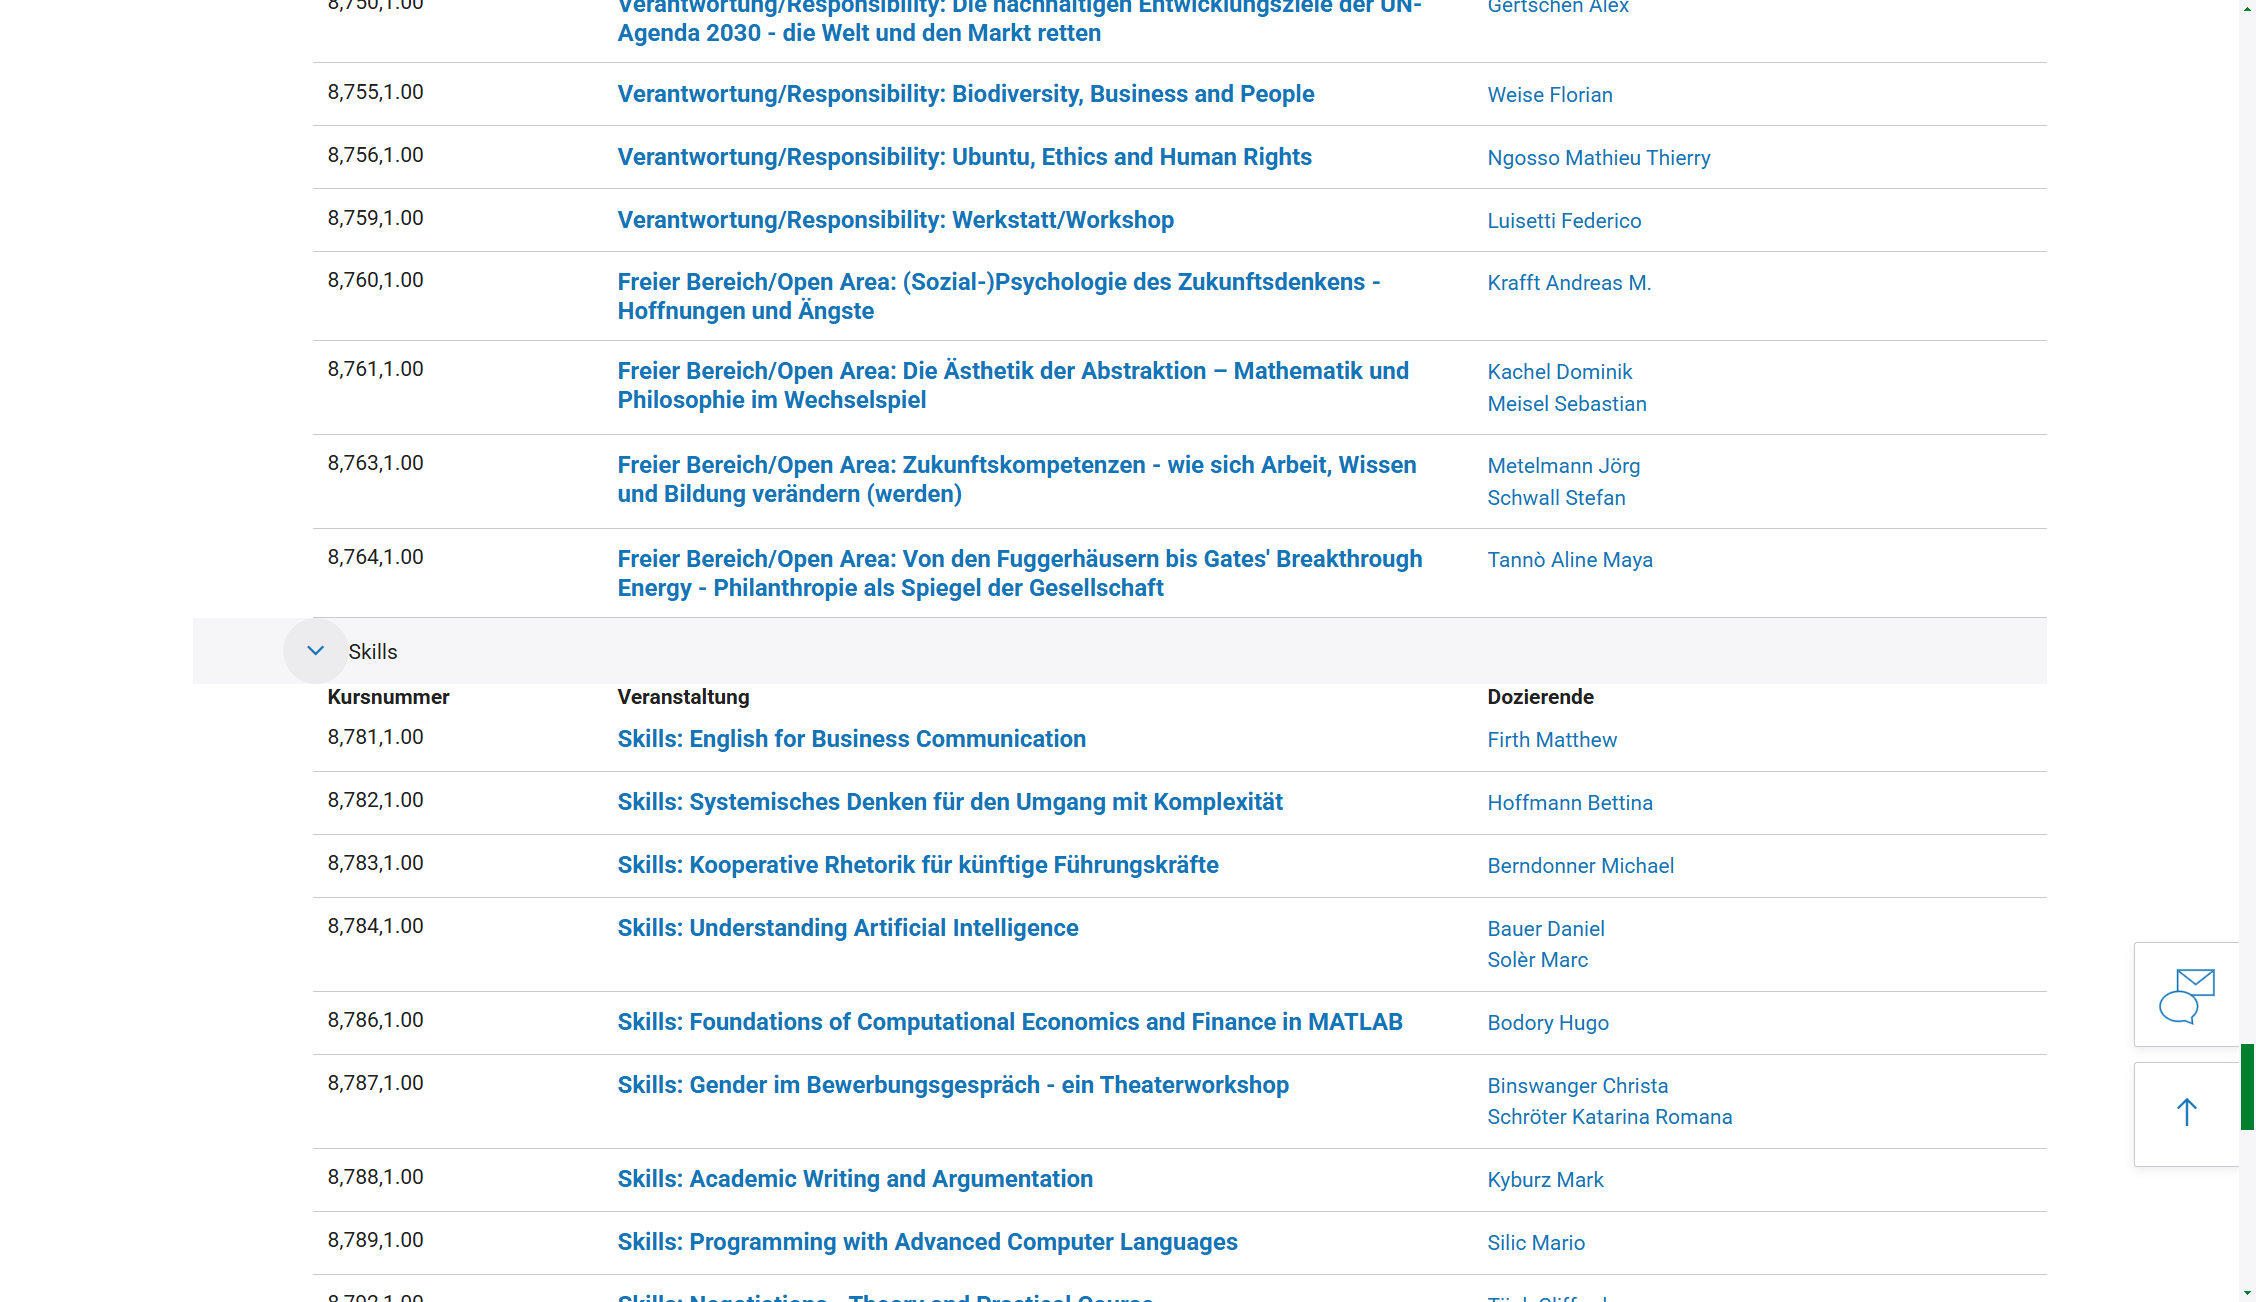 8,750,1.00
Verantwortung/Responsibility: Die nachhaltigen Entwicklungsziele der UN-
Agenda 2030 - die Welt und den Markt retten
Gertschen Alex
8,755,1.00
Verantwortung/Responsibility: Biodiversity, Business and People
Weise Florian
8,756,1.00
Verantwortung/Responsibility: Ubuntu, Ethics and Human Rights
Ngosso Mathieu Thierry
8,759,1.00
Verantwortung/Responsibility: Werkstatt/Workshop
Luisetti Federico
8,760,1.00
Freier Bereich/Open Area: (Sozial-)Psychologie des Zukunftsdenkens -
Hoffnungen und Ängste
Krafft Andreas M.
8,761,1.00
Freier Bereich/Open Area: Die Ästhetik der Abstraktion – Mathematik und
Philosophie im Wechselspiel
Kachel Dominik
Meisel Sebastian
8,763,1.00
Freier Bereich/Open Area: Zukunftskompetenzen - wie sich Arbeit, Wissen
und Bildung verändern (werden)
Metelmann Jörg
Schwall Stefan
8,764,1.00
Freier Bereich/Open Area: Von den Fuggerhäusern bis Gates' Breakthrough
Energy - Philanthropie als Spiegel der Gesellschaft
Tannò Aline Maya
Skills
Kursnummer
Veranstaltung
Dozierende
8,781,1.00
Skills: English for Business Communication
Firth Matthew
8,782,1.00
Skills: Systemisches Denken für den Umgang mit Komplexität
Hoffmann Bettina
8,783,1.00
Skills: Kooperative Rhetorik für künftige Führungskräfte
Berndonner Michael
8,784,1.00
Skills: Understanding Artificial Intelligence
Bauer Daniel
Solèr Marc
8,786,1.00
Skills: Foundations of Computational Economics and Finance in MATLAB
Bodory Hugo
8,787,1.00
Skills: Gender im Bewerbungsgespräch - ein Theaterworkshop
Binswanger Christa
Schröter Katarina Romana
8,788,1.00
Skills: Academic Writing and Argumentation
Kyburz Mark
8,789,1.00
Skills: Programming with Advanced Computer Languages
Silic Mario
Skills: Negotiations - Theory and Practical Course